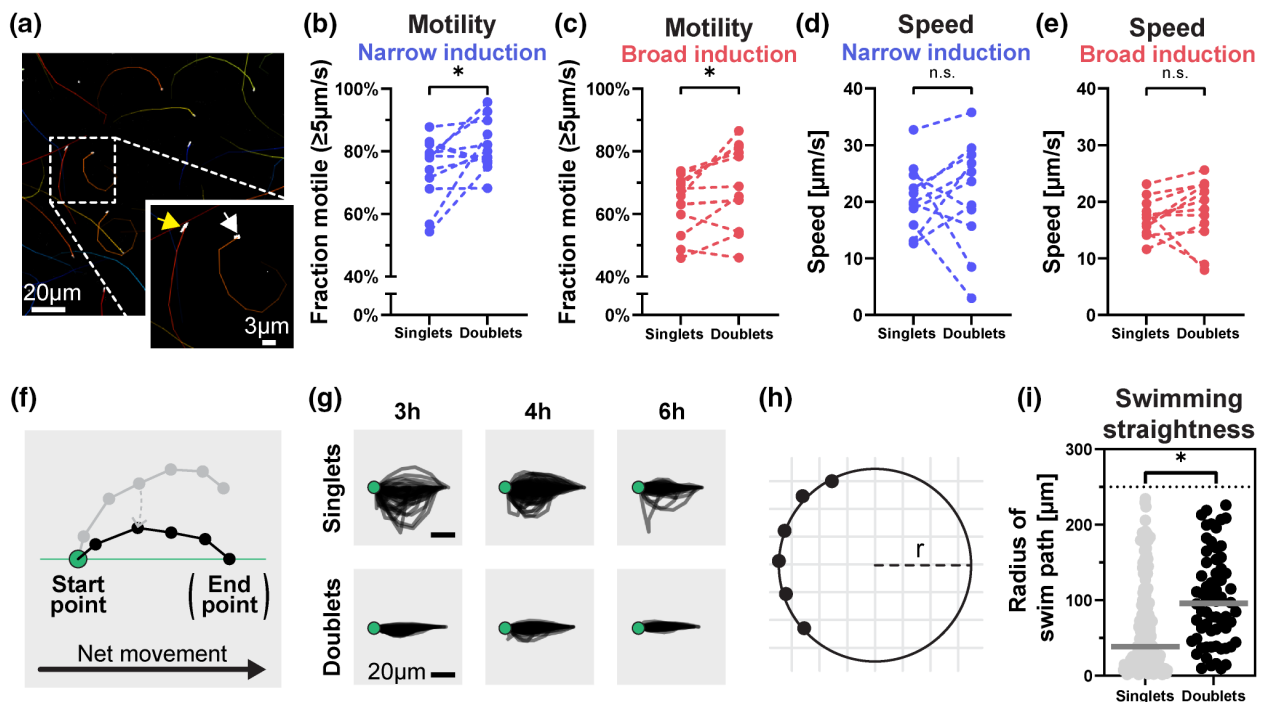 (a)
20µm
3µm
(b)
Motility
Narrow induction
*
Fraction motile (≥5µm/s)
100%
80%
60%
40%
0%
Singlets Doublets
(c)
Motility
Broad induction
*
Fraction motile (≥5µm/s)
100%
80%
60%
40%
0%
Singlets Doublets
(d)
Speed
Narrow induction
n.s.
Speed [µm/s]
40
30
20
10
0
Singlets Doublets
(e)
Speed
Broad induction
n.s.
Speed [µm/s]
40
30
20
10
0
Singlets Doublets
(f)
Start
point
(End
point)
Net movement
(g)
3h 4h 6h
Singlets
Doublets
20µm
(h)
r
(i)
Swimming
straightness
*
Radius of
swim path [µm]
300
200
100
0
Singlets Doublets